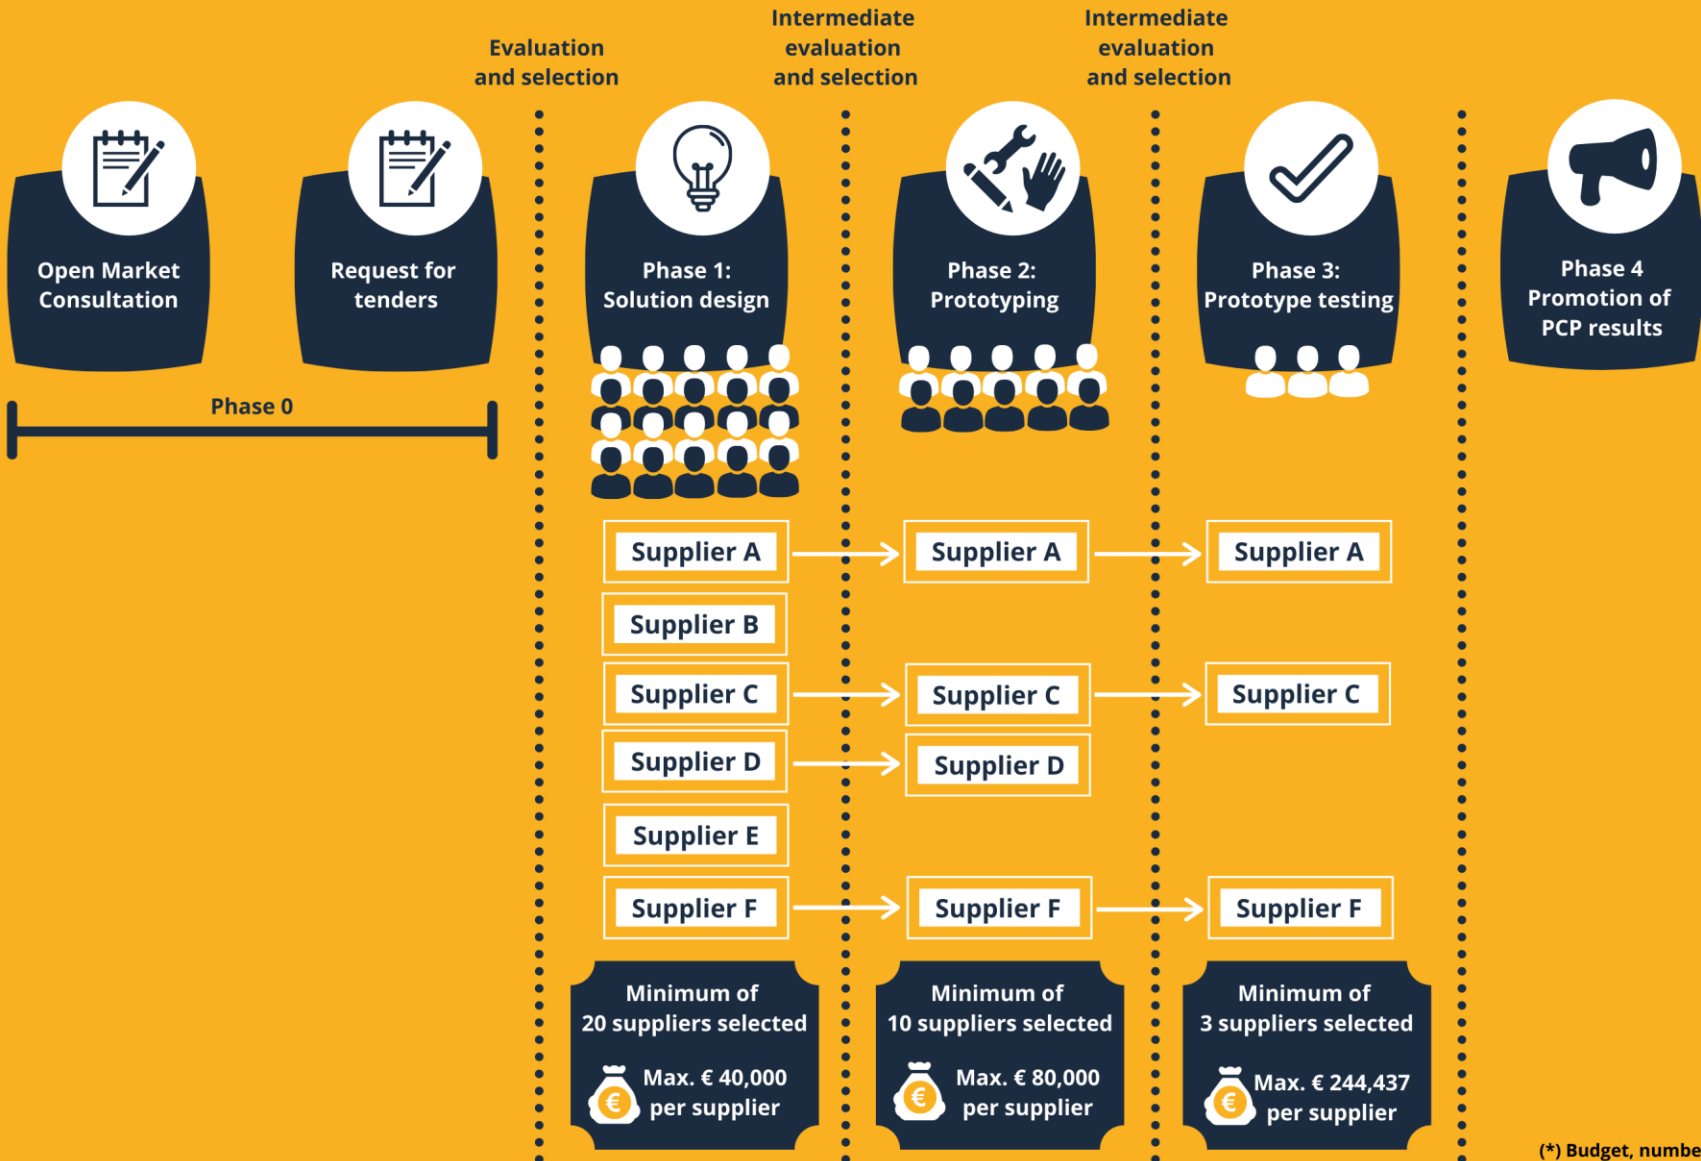 Evaluation
and selection
Intermediate
evaluation
and selection
Intermediate
evaluation
and selection
Open Market
Consultation
Request for
tenders
Phase 1:
Solution design
Phase 2:
Prototyping
Phase 3:
Prototype testing
Phase 4
Promotion of
PCP results
Phase 0
Supplier A
Supplier A
Supplier A
Supplier B
Supplier C
Supplier C
Supplier C
Supplier D
Supplier D
Supplier E
Supplier F
Supplier F
Supplier F
Minimum of
20 suppliers selected
€
Max. € 40,000
per supplier
Minimum of
10 suppliers selected
€
Max. € 80,000
per supplier
Minimum of
3 suppliers selected
€
Max. € 244,437
per supplier
(*) Budget, numbe